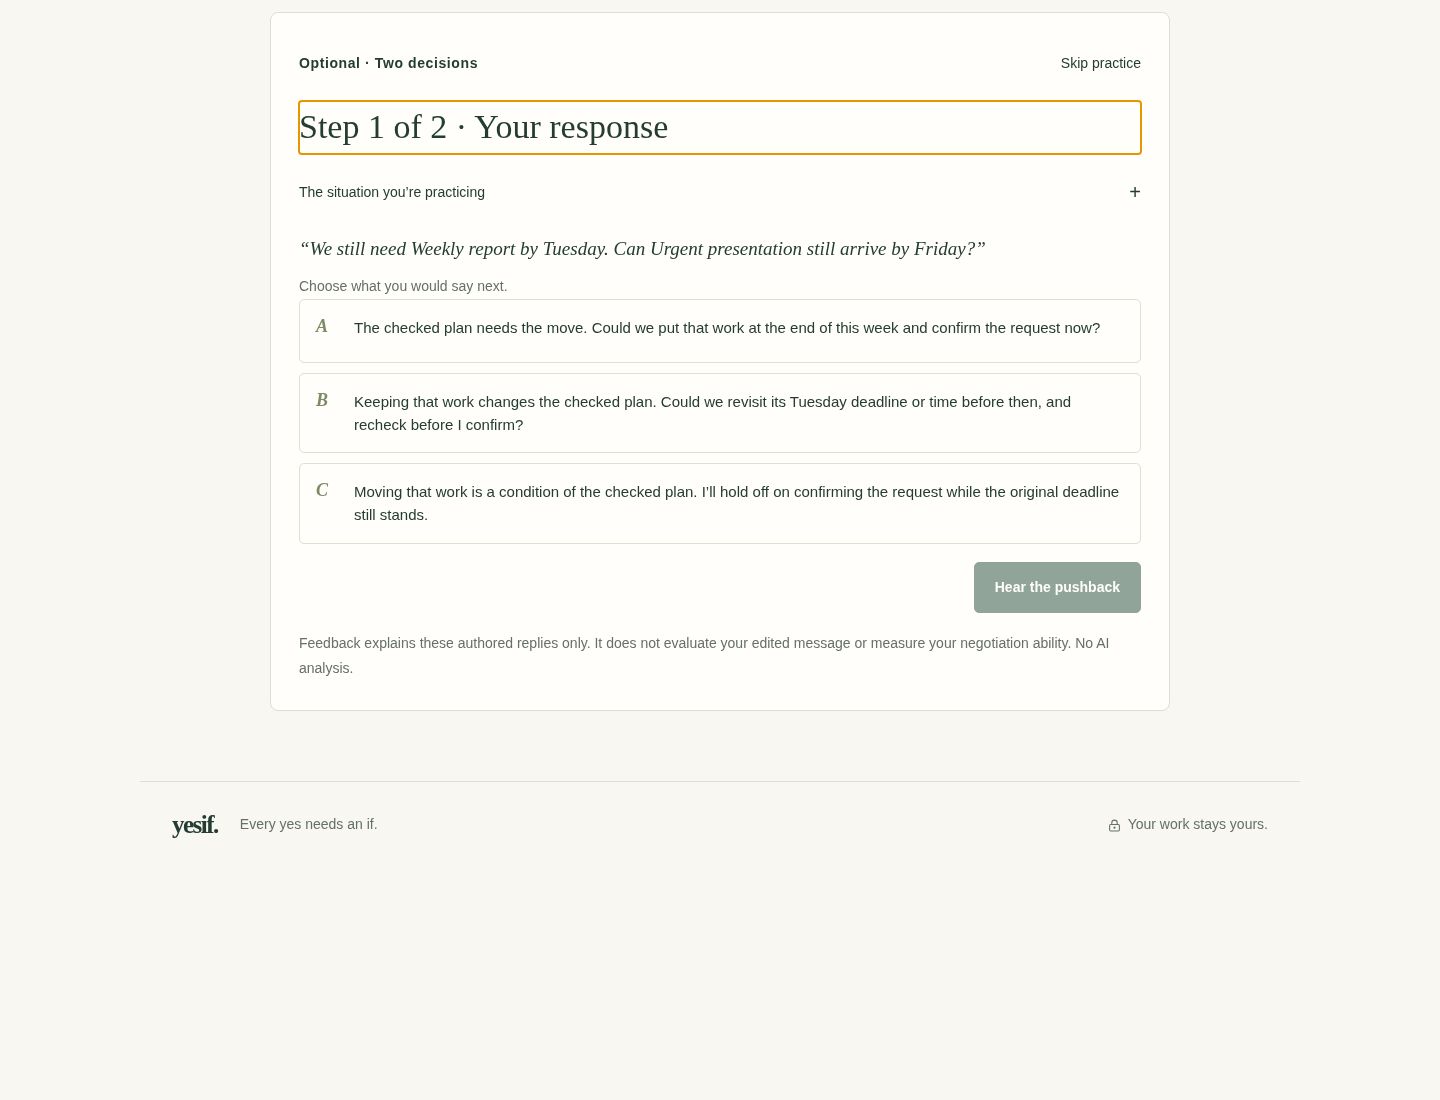 Optional · Two decisions
Skip practice
Step 1 of 2 · Your response
The situation you’re practicing
+
“We still need Weekly report by Tuesday. Can Urgent presentation still arrive by Friday?”
Choose what you would say next.
A
The checked plan needs the move. Could we put that work at the end of this week and confirm the request now?
B
Keeping that work changes the checked plan. Could we revisit its Tuesday deadline or time before then, and
recheck before I confirm?
C
Moving that work is a condition of the checked plan. I’ll hold off on confirming the request while the original deadline
still stands.
Hear the pushback
Feedback explains these authored replies only. It does not evaluate your edited message or measure your negotiation ability. No AI
analysis.
yesif.
Every yes needs an if.
Your work stays yours.